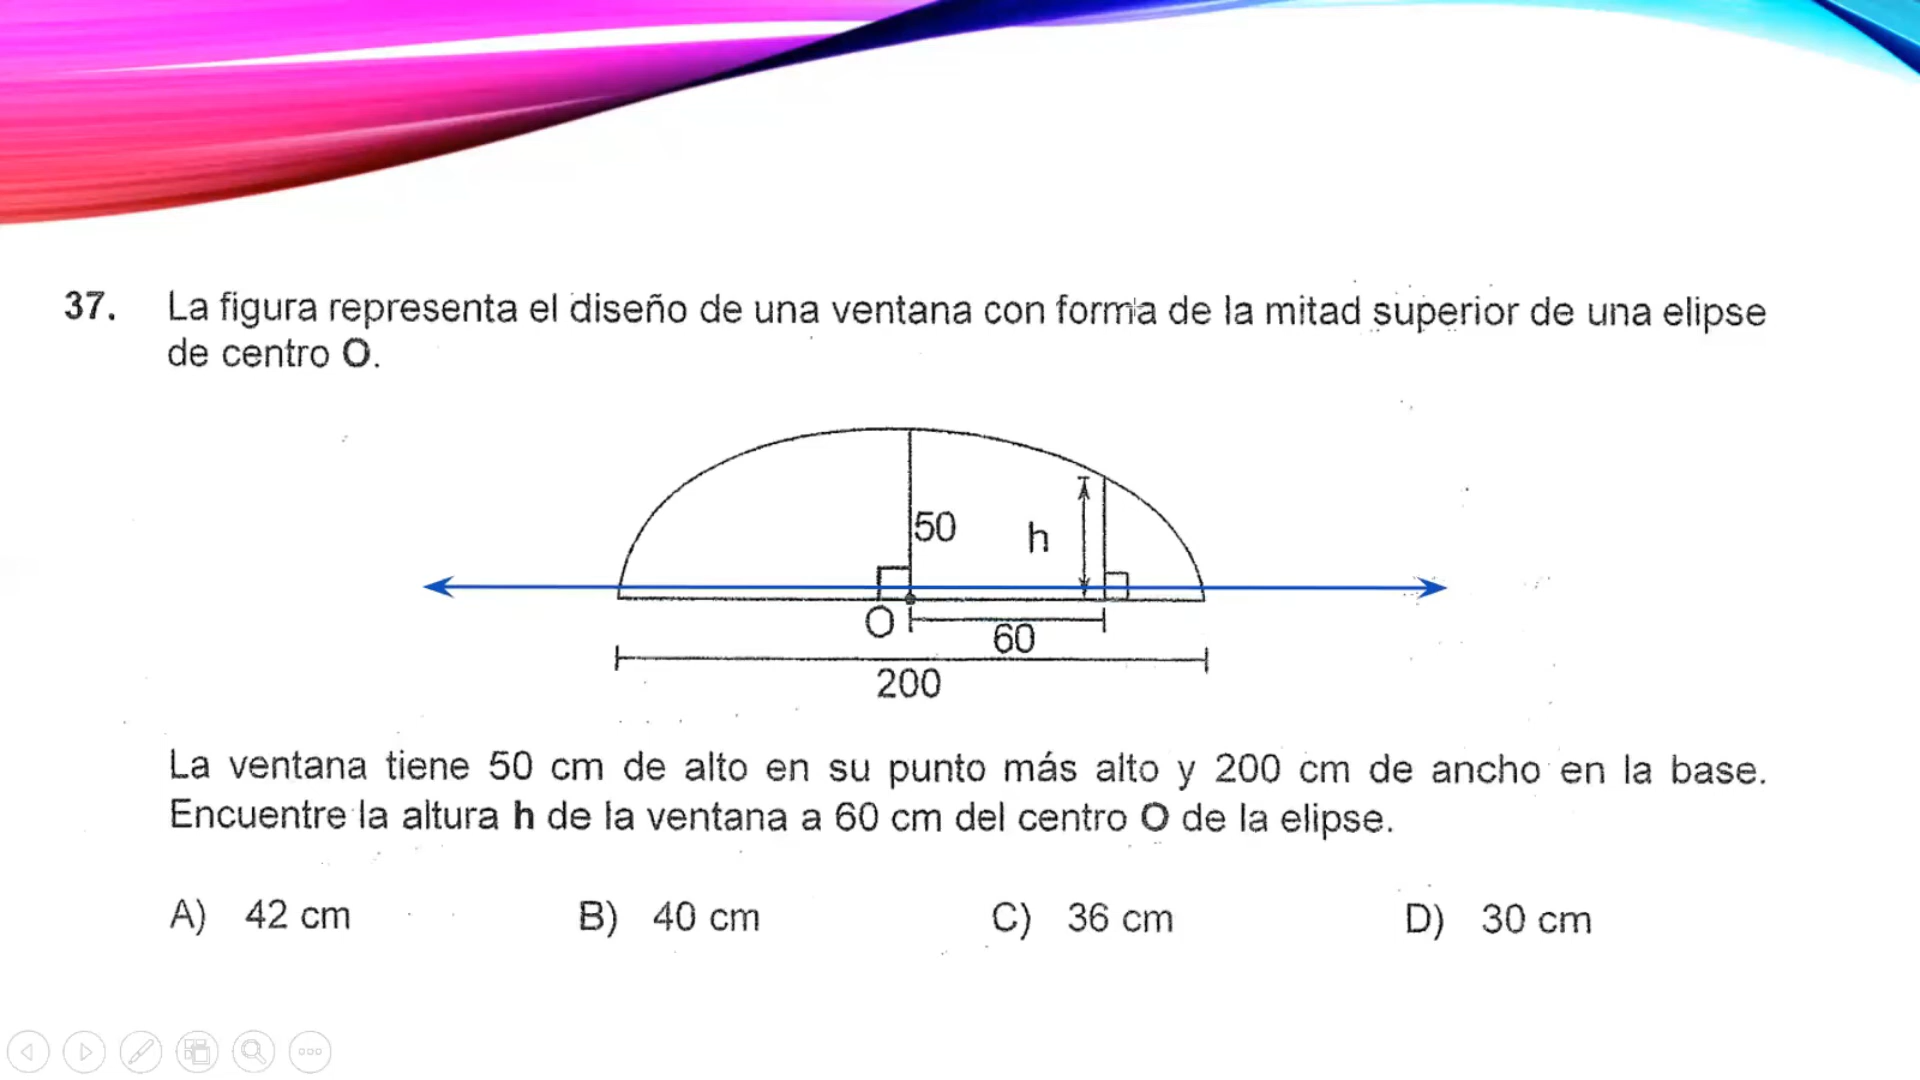 37. La figura representa el diseño de una ventana con forma de la mitad superior de una elipse
de centro O.
50
h
O
60
200
La ventana tiene 50 cm de alto en su punto más alto y 200 cm de ancho en la base.
Encuentre la altura h de la ventana a 60 cm del centro O de la elipse.
A) 42 cm B) 40 cm C) 36 cm D) 30 cm